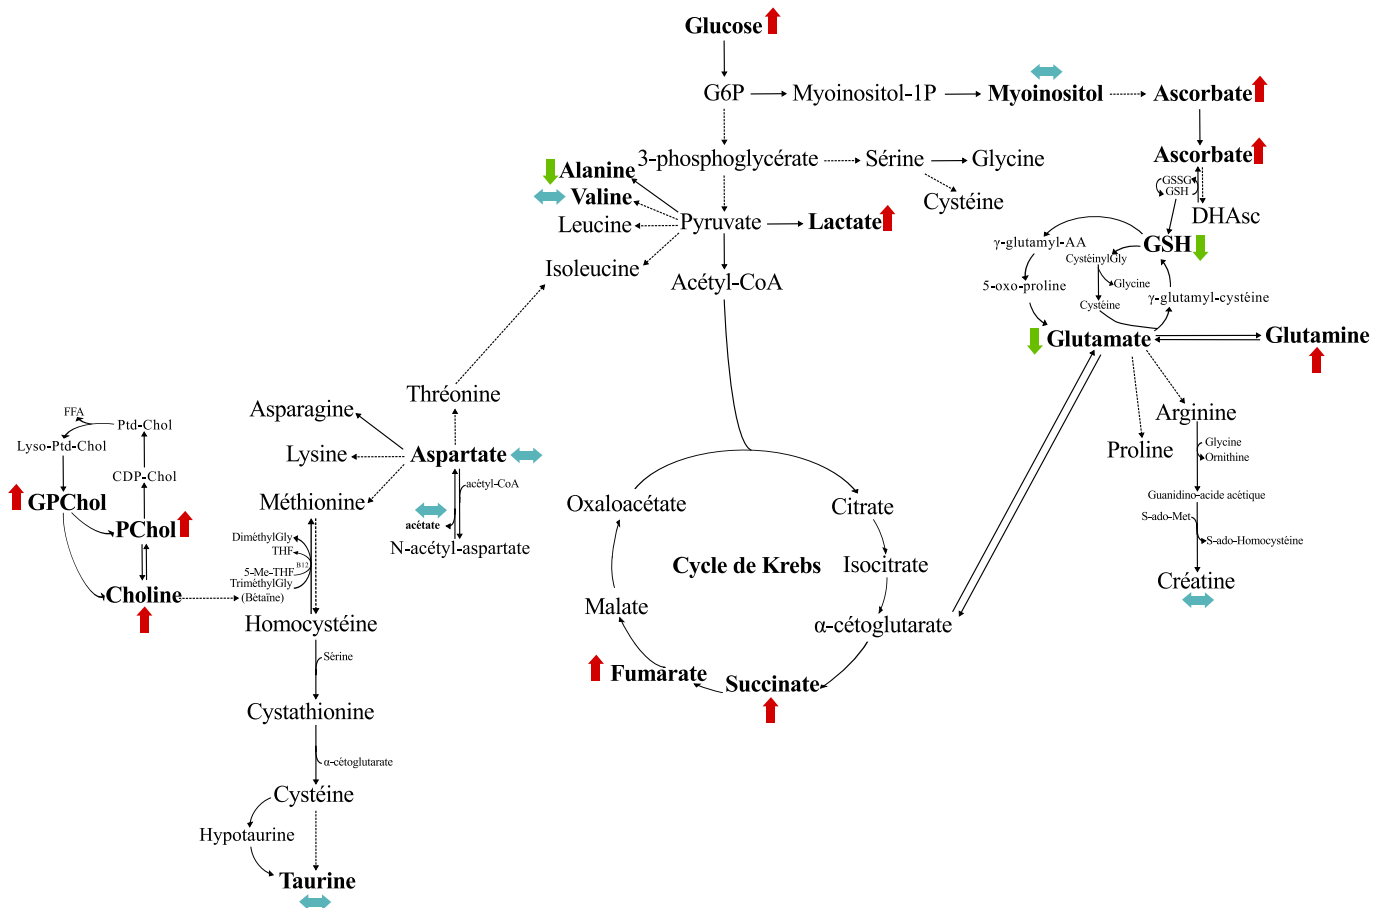 Glucose
G6P
Myoinositol-1P
Myoinositol
Ascorbate
3-phosphoglycérate
Sérine
Glycine
Ascorbate
Alanine
Valine
Leucine
Isoleucine
Pyruvate
Lactate
Cystéine
GSSG
GSH
DHAsc
Acétyl-CoA
γ-glutamyl-AA
GSH
CystéinylGly
5-oxo-proline
Glycine
Cystéine
γ-glutamyl-cystéine
Glutamate
Glutamine
Thréonine
Asparagine
Lysine
Aspartate
Méthionine
acétyl-CoA
acétate
N-acétyl-aspartate
Arginine
Proline
Glycine
Ornithine
Guanidino-acide acétique
S-ado-Met
S-ado-Homocystéine
Créatine
FFA
Ptd-Chol
Lyso-Ptd-Chol
CDP-Chol
GPChol
PChol
Choline
DiméthylGly
THF
B12
5-Me-THF
TriméthylGly
(Bétaïne)
Homocystéine
Sérine
Cystathionine
α-cétoglutarate
Cystéine
Hypotaurine
Taurine
Oxaloacétate
Citrate
Cycle de Krebs
Isocitrate
Malate
α-cétoglutarate
Fumarate
Succinate